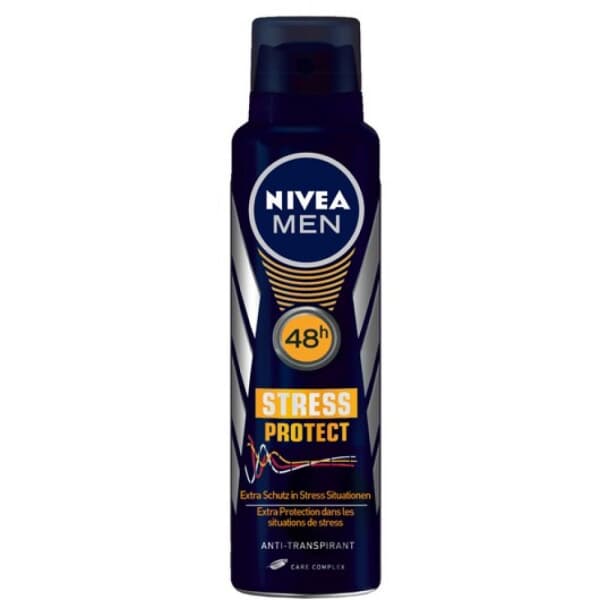 NIVEA
MEN
48h
STRESS
PROTECT
Extra Schutz in Stress Situationen
Extra Protection dans les
situations de stress
ANTI-TRANSPIRANT
CARE COMPLEX